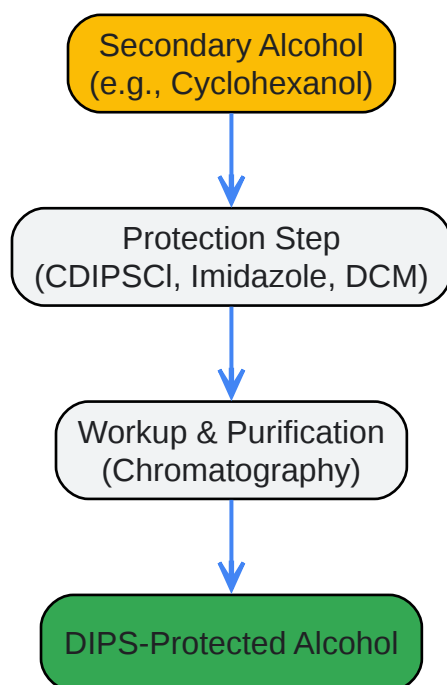 Secondary Alcohol
(e.g., Cyclohexanol)
Protection Step
(CDIPSCl, Imidazole, DCM)
Workup & Purification
(Chromatography)
DIPS-Protected Alcohol